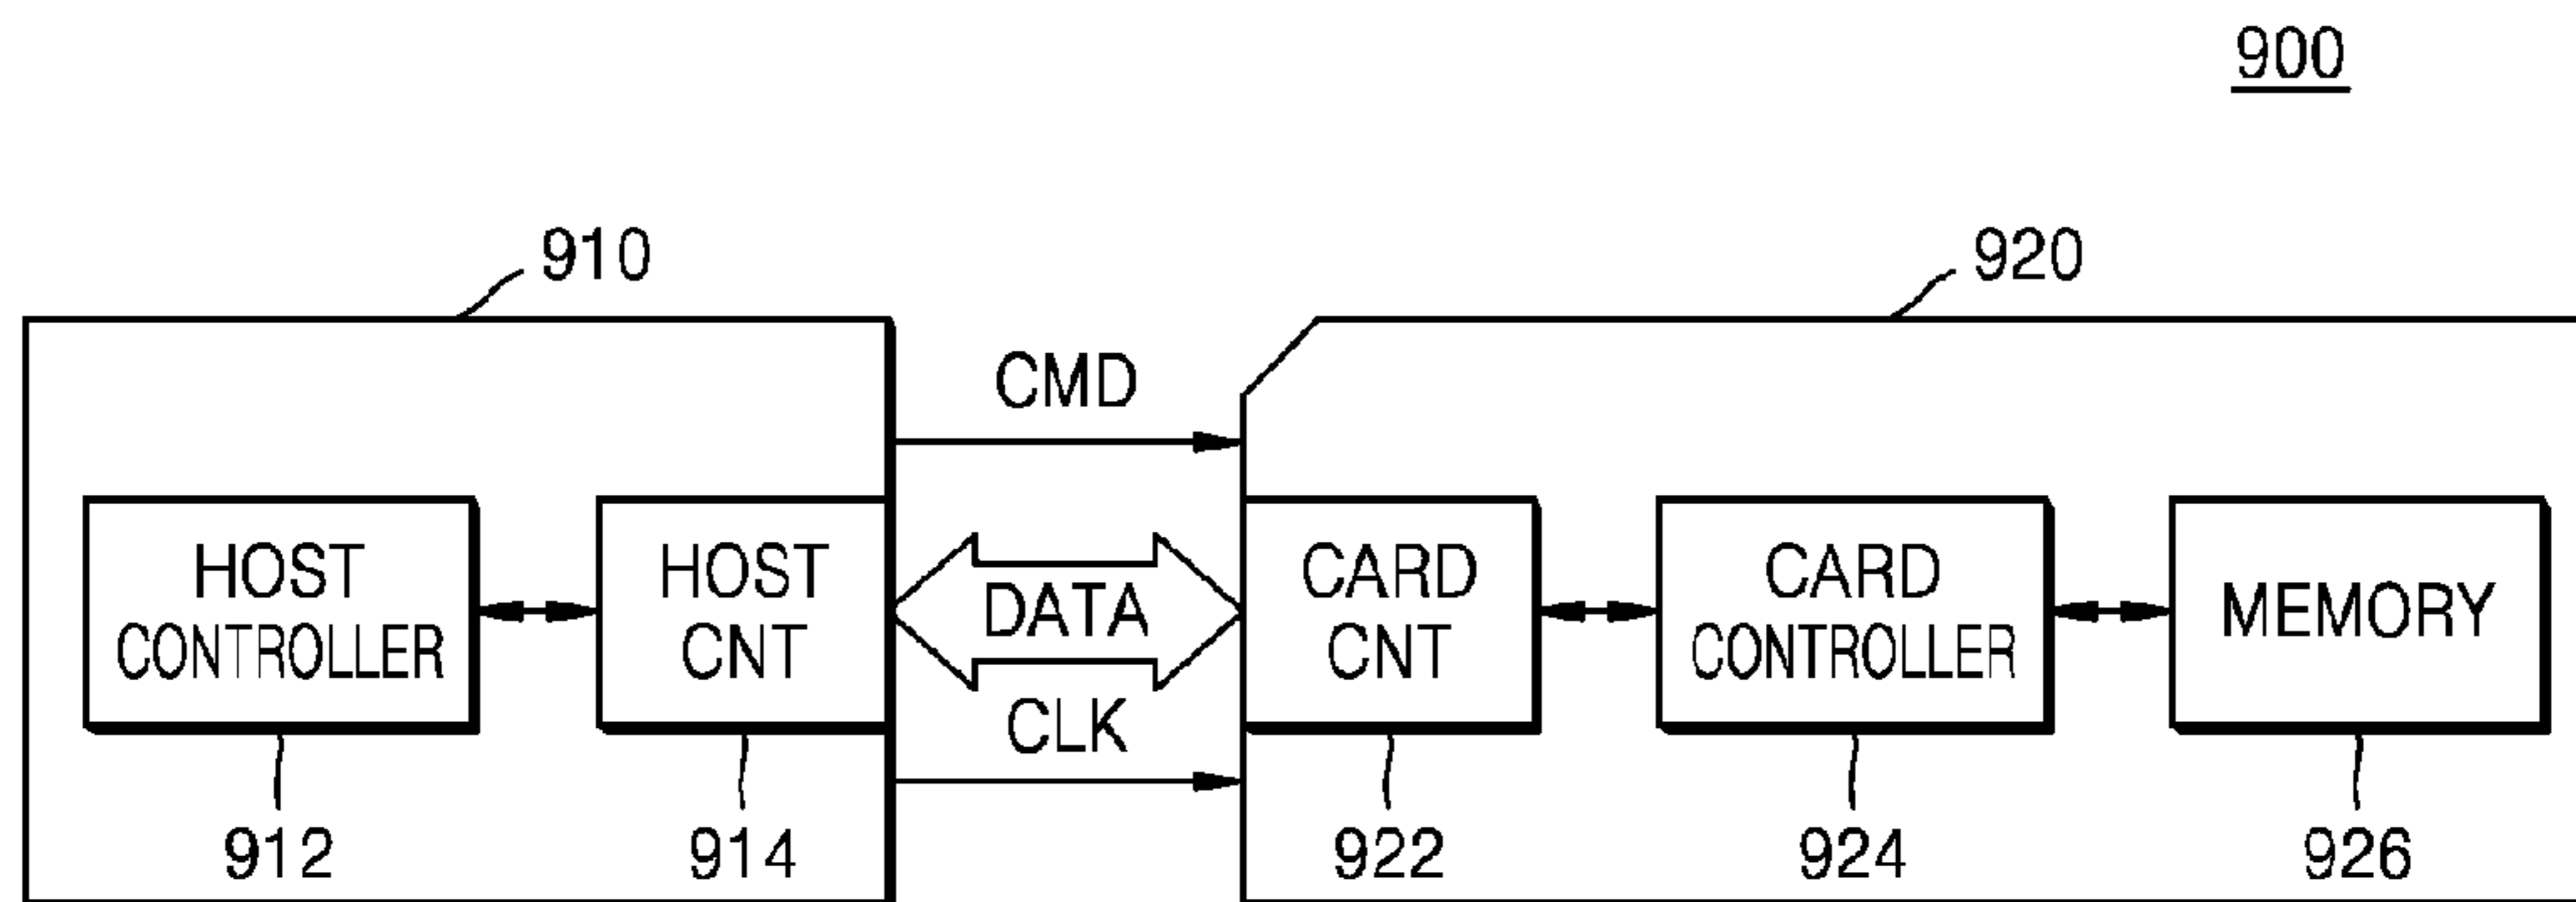 900
910
920
CMD
HOST
CONTROLLER
HOST
CNT
DATA
CLK
CARD
CNT
CARD
CONTROLLER
MEMORY
912
914
922
924
926